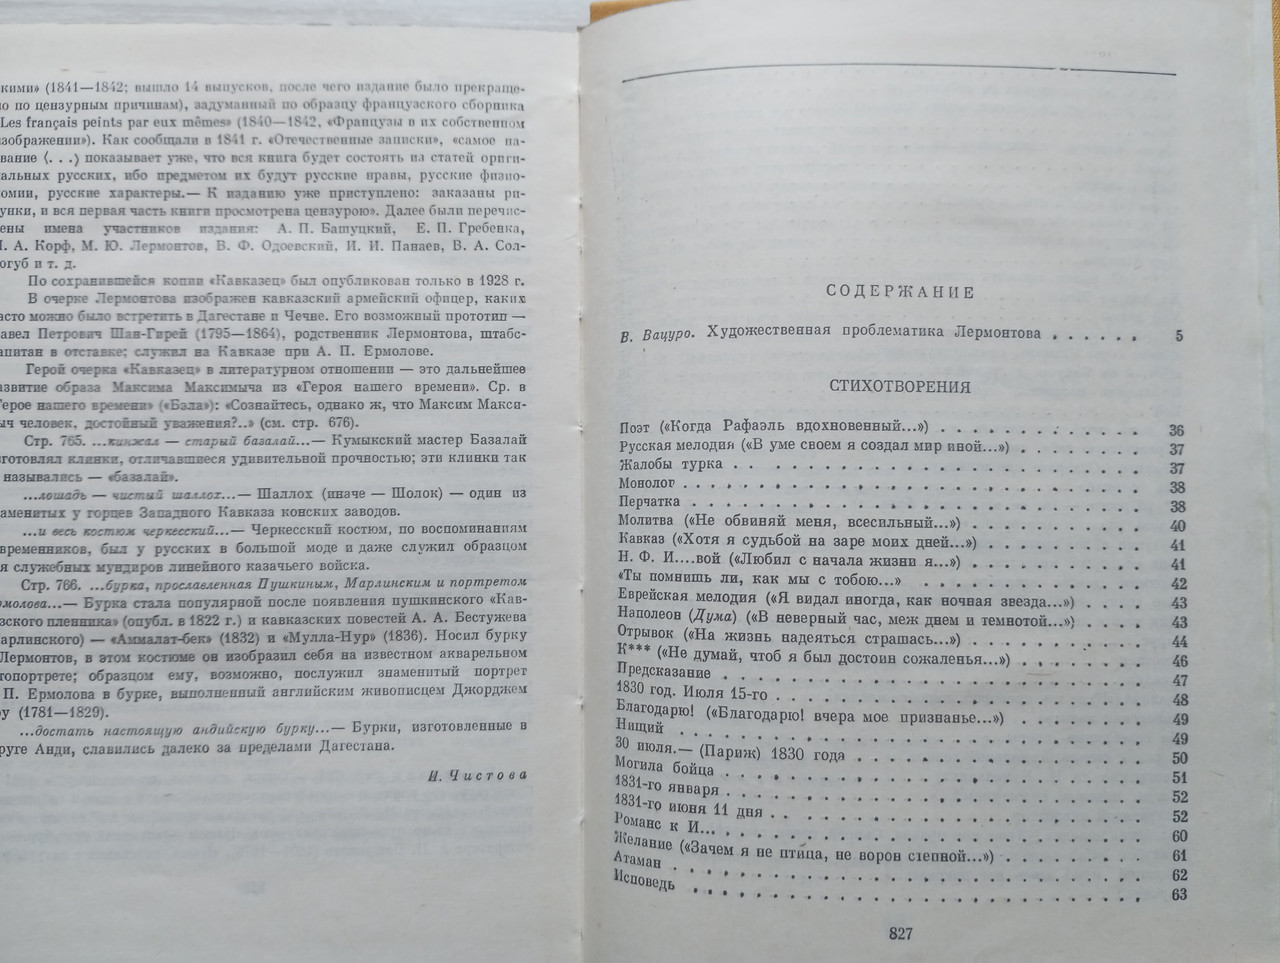 кими» (1841—1842; вышло 14 выпусков, после чего издание было прекраще-
но по цензурным причинам), задуманный по образцу французского сборника
Les français peints par eux mêmes» (1840—1842, «Французы в их собственном
изображении»). Как сообщали в 1841 г. «Отечественные записки», «самое на-
звание ⟨. . .⟩ показывает уже, что вся книга будет состоять из статей ориги-
нальных русских, ибо предметом их будут русские нравы, русские физио-
номии, русские характеры.— К изданию уже приступлено: заказаны ри-
сунки, и вся первая часть книги просмотрена цензурою». Далее были перечис-
лены имена участников издания: А. П. Башуцкий, Е. П. Гребенка,
А. Корф, М. Ю. Лермонтов, В. Ф. Одоевский, И. И. Панаев, В. А. Сол-
логуб и т. д.
По сохранившейся копии «Кавказец» был опубликован только в 1928 г.
В очерке Лермонтова изображен кавказский армейский офицер, каких
часто можно было встретить в Дагестане и Чечне. Его возможный прототип —
Павел Петрович Шан-Гирей (1795—1864), родственник Лермонтова, штабс-
капитан в отставке; служил на Кавказе при А. П. Ермолове.
Герой очерка «Кавказец» в литературном отношении — это дальнейшее
развитие образа Максима Максимыча из «Героя нашего времени». Ср. в
«Герое нашего времени» («Бэла»): «Сознайтесь, однако ж, что Максим Макси-
мыч человек, достойный уважения?..» (см. стр. 676).
Стр. 765. ...кинжал — старый базалай...— Кумыкский мастер Базалай
изготовлял клинки, отличавшиеся удивительной прочностью; эти клинки так
и назывались — «базалай».
...лошадь — чистый шаллох...— Шаллох (иначе — Шолок) — один из
знаменитых у горцев Западного Кавказа конских заводов.
...и весь костюм черкесский...— Черкесский костюм, по воспоминаниям
современников, был у русских в большой моде и даже служил образцом
для служебных мундиров линейного казачьего войска.
Стр. 766. ...бурка, прославленная Пушкиным, Марлинским и портретом
Ермолова...— Бурка стала популярной после появления пушкинского «Кав-
казского пленника» (опубл. в 1822 г.) и кавказских повестей А. А. Бестужева
(Марлинского) — «Аммалат-бек» (1832) и «Мулла-Нур» (1836). Носил бурку
Лермонтов, в этом костюме он изобразил себя на известном акварельном
автопортрете; образцом ему, возможно, послужил знаменитый портрет
П. Ермолова в бурке, выполненный английским живописцем Джорджем
Доу (1781—1829).
...достать настоящую андийскую бурку...— Бурки, изготовленные в
округе Анди, славились далеко за пределами Дагестана.
И. Чистова
СОДЕРЖАНИЕ
В. Вацуро. Художественная проблематика Лермонтова . . . . . . 5
СТИХОТВОРЕНИЯ
Поэт («Когда Рафаэль вдохновенный...») . . . . . . . . . . . . 36
Русская мелодия («В уме своем я создал мир иной...») . . . . . . . 37
Жалобы турка . . . . . . . . . . . . . . . . . . . . . . . 37
Монолог . . . . . . . . . . . . . . . . . . . . . . . . . 38
Перчатка . . . . . . . . . . . . . . . . . . . . . . . . . 38
Молитва («Не обвиняй меня, всесильный...») . . . . . . . . . . 40
Кавказ («Хотя я судьбой на заре моих дней...») . . . . . . . . . 41
Н. Ф. И....вой («Любил с начала жизни я...») . . . . . . . . . . 41
«Ты помнишь ли, как мы с тобою...» . . . . . . . . . . . . . 42
Еврейская мелодия («Я видал иногда, как ночная звезда...») . . . . 43
Наполеон (Дума) («В неверный час, меж днем и темнотой...») . . . . 43
Отрывок («На жизнь надеяться страшась...») . . . . . . . . . . 44
К*** («Не думай, чтоб я был достоин сожаленья...») . . . . . . . 46
Предсказание . . . . . . . . . . . . . . . . . . . . . . . 47
1830 год. Июля 15-го . . . . . . . . . . . . . . . . . . . . 48
Благодарю! («Благодарю! вчера мое признанье...») . . . . . . . . 49
Нищий . . . . . . . . . . . . . . . . . . . . . . . . . . 49
30 июля.— (Париж) 1830 года . . . . . . . . . . . . . . . . 50
Могила бойца . . . . . . . . . . . . . . . . . . . . . . . 51
1831-го января . . . . . . . . . . . . . . . . . . . . . . 52
1831-го июня 11 дня . . . . . . . . . . . . . . . . . . . . 52
Романс к И... . . . . . . . . . . . . . . . . . . . . . . . 60
Желание («Зачем я не птица, не ворон степной...») . . . . . . . . 61
Атаман . . . . . . . . . . . . . . . . . . . . . . . . . . 62
Исповедь . . . . . . . . . . . . . . . . . . . . . . . . . 63
827